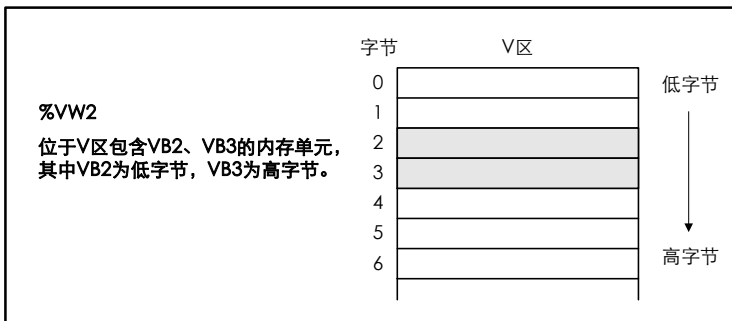 字节
V区
0
低字节
1
%VW2
2
位于V区包含VB2、VB3的内存单元，
其中VB2为低字节，VB3为高字节。
3
4
5
6
高字节